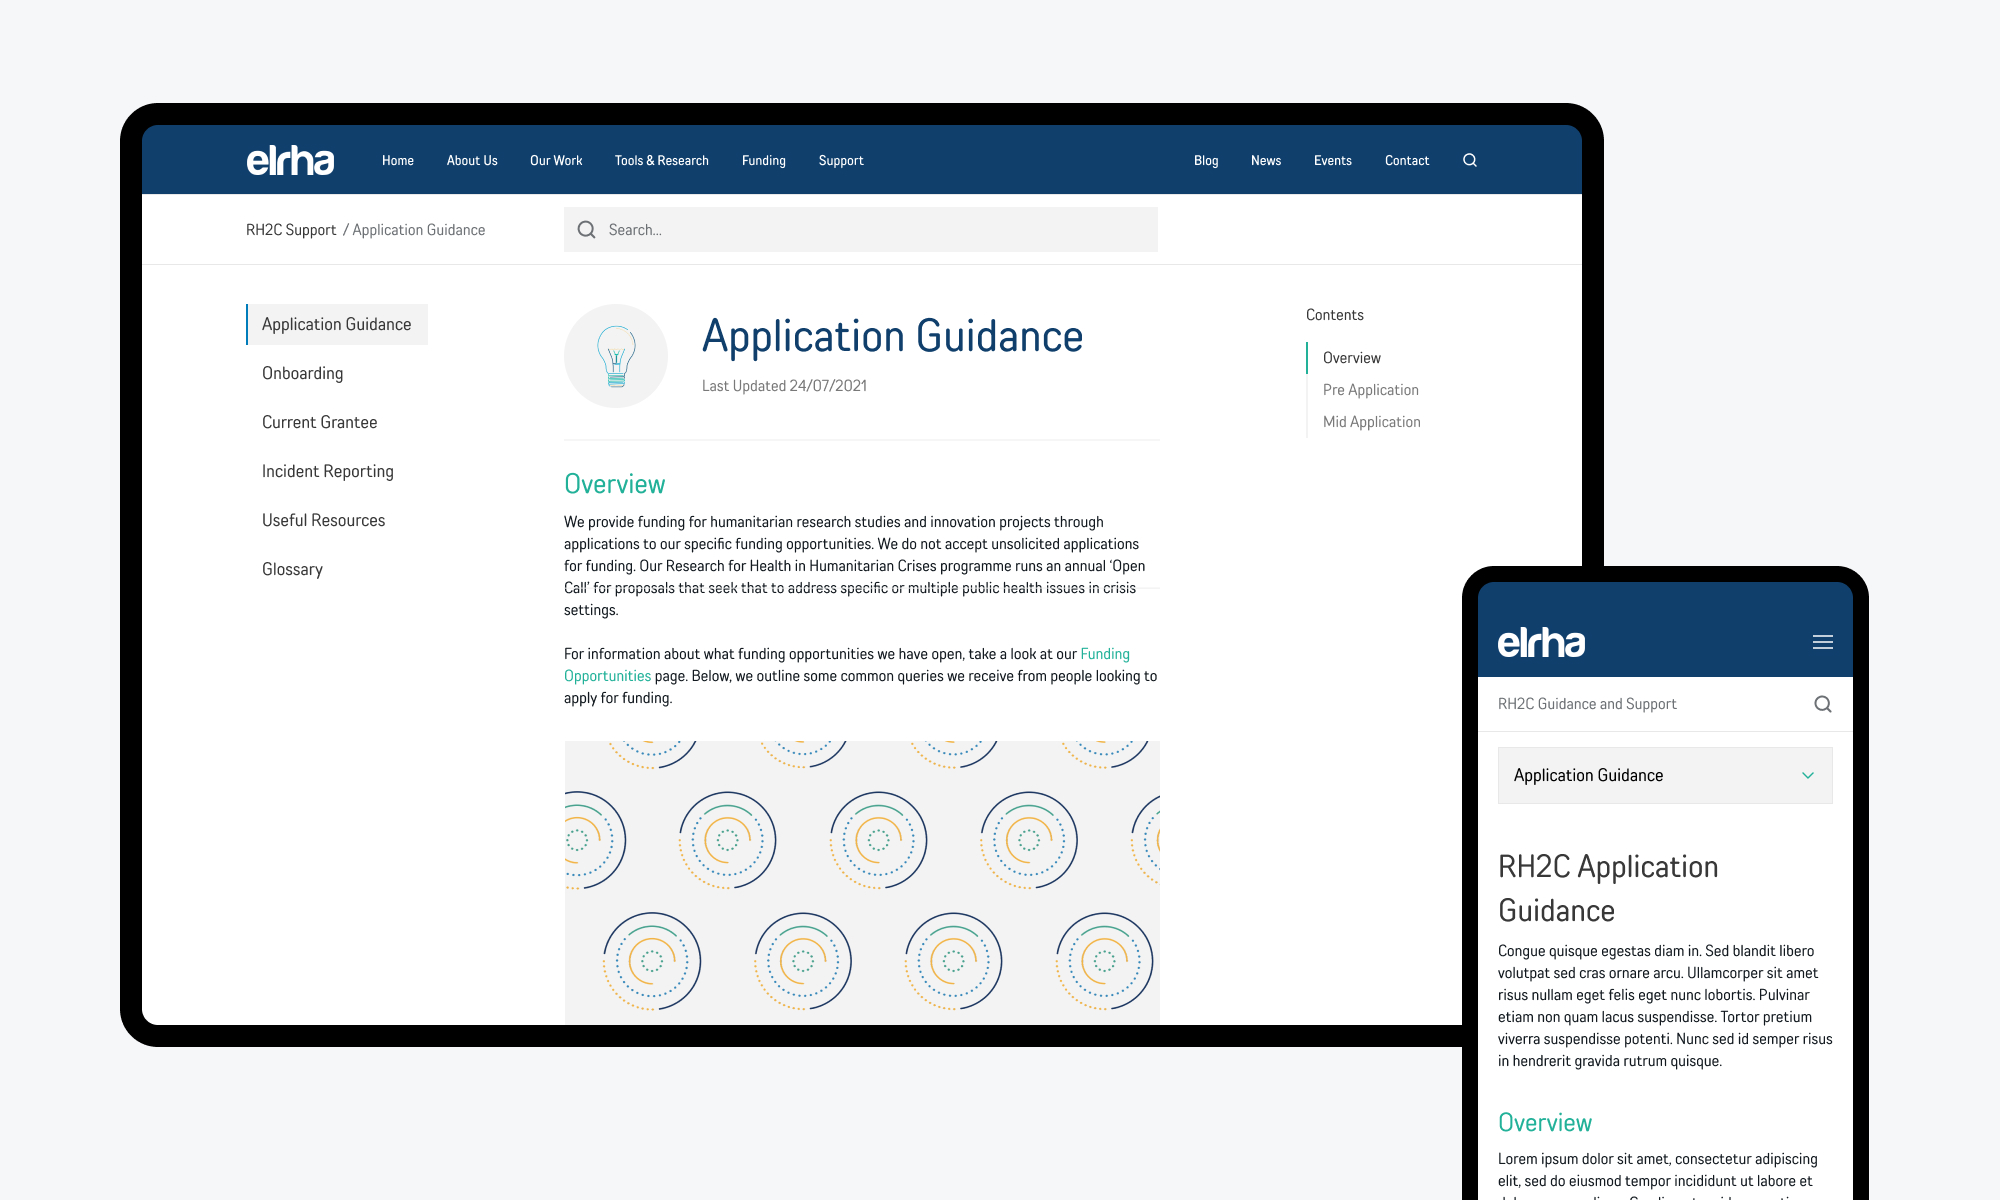 elrha
Home
About Us
Our Work
Tools & Research
Funding
Support
Blog
News
Events
Contact
RH2C Support / Application Guidance
Search...
Application Guidance
Onboarding
Current Grantee
Incident Reporting
Useful Resources
Glossary
Application Guidance
Last Updated 24/07/2021
Overview
We provide funding for humanitarian research studies and innovation projects through
applications to our specific funding opportunities. We do not accept unsolicited applications
for funding. Our Research for Health in Humanitarian Crises programme runs an annual ‘Open
Call’ for proposals that seek that to address specific or multiple public health issues in crisis
settings.
For information about what funding opportunities we have open, take a look at our Funding
Opportunities page. Below, we outline some common queries we receive from people looking to
apply for funding.
Contents
Overview
Pre Application
Mid Application
elrha
RH2C Guidance and Support
Application Guidance
RH2C Application
Guidance
Congue quisque egestas diam in. Sed blandit libero
volutpat sed cras ornare arcu. Ullamcorper sit amet
risus nullam eget felis eget nunc lobortis. Pulvinar
etiam non quam lacus suspendisse. Tortor pretium
viverra suspendisse potenti. Nunc sed id semper risus
in hendrerit gravida rutrum quisque.
Overview
Lorem ipsum dolor sit amet, consectetur adipiscing
elit, sed do eiusmod tempor incididunt ut labore et